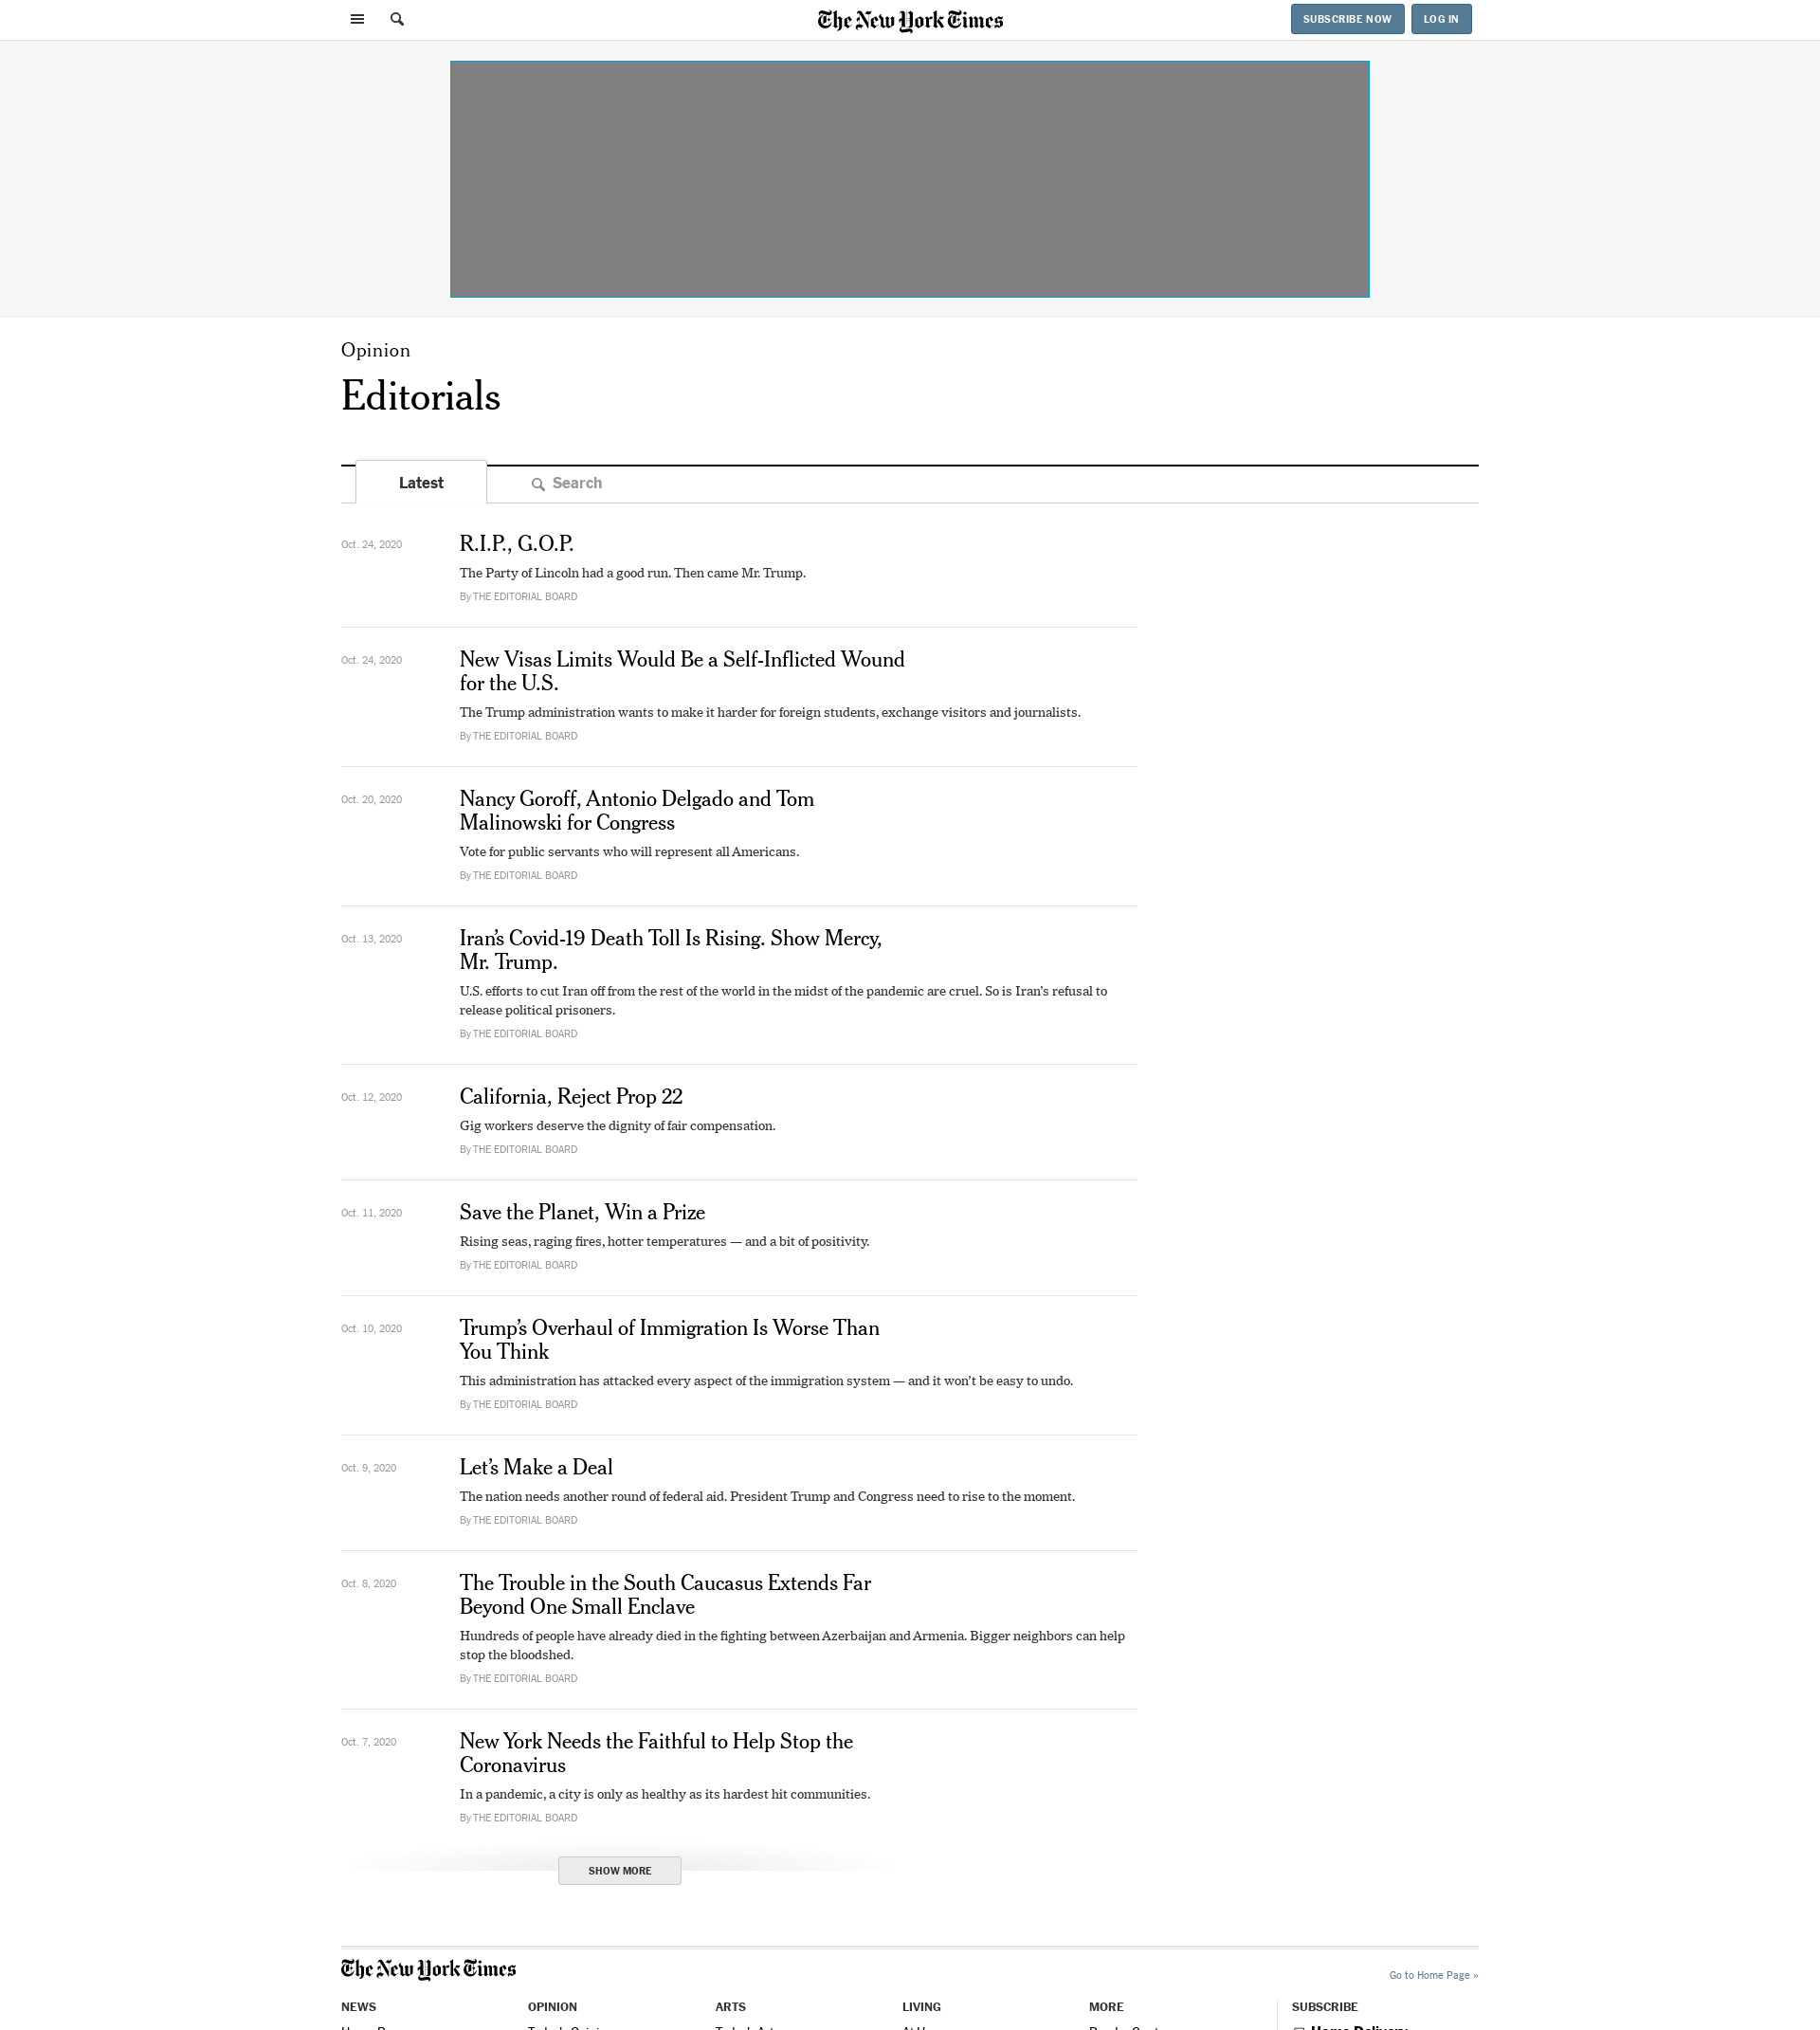 The New York Times
SUBSCRIBE NOW
LOG IN
Opinion
Editorials
Latest
Search
Oct. 24, 2020
R.I.P., G.O.P.
The Party of Lincoln had a good run. Then came Mr. Trump.
By THE EDITORIAL BOARD
Oct. 24, 2020
New Visas Limits Would Be a Self-Inflicted Wound
for the U.S.
The Trump administration wants to make it harder for foreign students, exchange visitors and journalists.
By THE EDITORIAL BOARD
Oct. 20, 2020
Nancy Goroff, Antonio Delgado and Tom
Malinowski for Congress
Vote for public servants who will represent all Americans.
By THE EDITORIAL BOARD
Oct. 13, 2020
Iran’s Covid-19 Death Toll Is Rising. Show Mercy,
Mr. Trump.
U.S. efforts to cut Iran off from the rest of the world in the midst of the pandemic are cruel. So is Iran’s refusal to
release political prisoners.
By THE EDITORIAL BOARD
Oct. 12, 2020
California, Reject Prop 22
Gig workers deserve the dignity of fair compensation.
By THE EDITORIAL BOARD
Oct. 11, 2020
Save the Planet, Win a Prize
Rising seas, raging fires, hotter temperatures — and a bit of positivity.
By THE EDITORIAL BOARD
Oct. 10, 2020
Trump’s Overhaul of Immigration Is Worse Than
You Think
This administration has attacked every aspect of the immigration system — and it won’t be easy to undo.
By THE EDITORIAL BOARD
Oct. 9, 2020
Let’s Make a Deal
The nation needs another round of federal aid. President Trump and Congress need to rise to the moment.
By THE EDITORIAL BOARD
Oct. 8, 2020
The Trouble in the South Caucasus Extends Far
Beyond One Small Enclave
Hundreds of people have already died in the fighting between Azerbaijan and Armenia. Bigger neighbors can help
stop the bloodshed.
By THE EDITORIAL BOARD
Oct. 7, 2020
New York Needs the Faithful to Help Stop the
Coronavirus
In a pandemic, a city is only as healthy as its hardest hit communities.
By THE EDITORIAL BOARD
SHOW MORE
The New York Times
Go to Home Page »
NEWS
OPINION
ARTS
LIVING
MORE
SUBSCRIBE